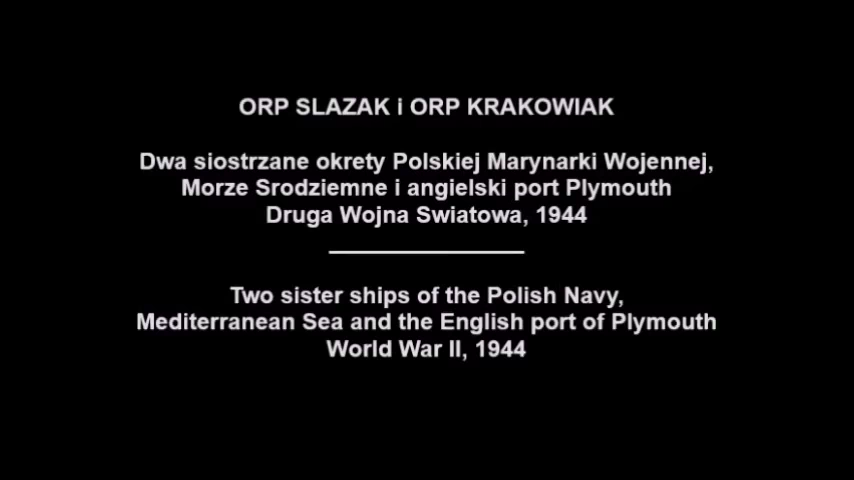 ORP SLAZAK i ORP KRAKOWIAK
Dwa siostrzane okrety Polskiej Marynarki Wojennej,
Morze Srodziemne i angielski port Plymouth
Druga Wojna Swiatowa, 1944
Two sister ships of the Polish Navy,
Mediterranean Sea and the English port of Plymouth
World War II, 1944